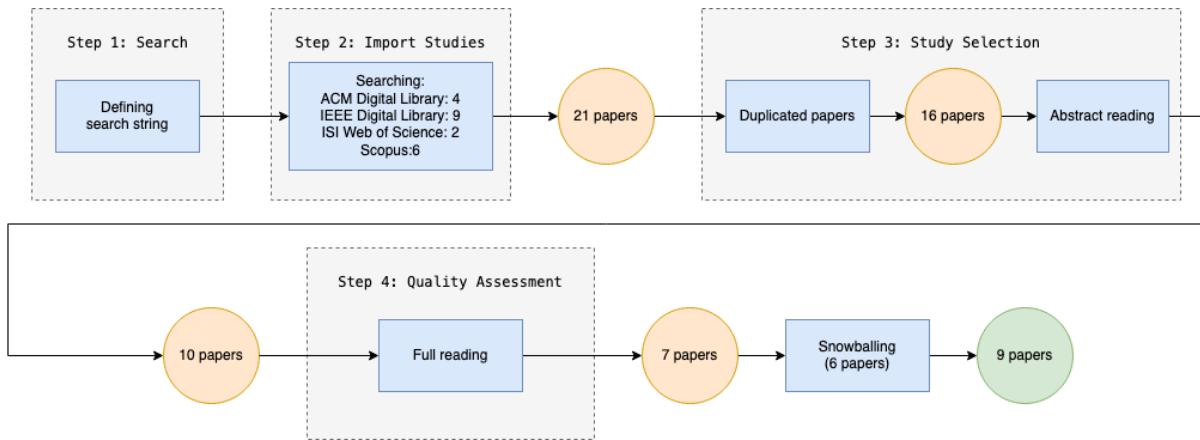 Step 1: Search
Defining
search string
Step 2: Import Studies
Searching:
ACM Digital Library: 4
IEEE Digital Library: 9
ISI Web of Science: 2
Scopus:6
21 papers
Step 3: Study Selection
Duplicated papers
16 papers
Abstract reading
10 papers
Step 4: Quality Assessment
Full reading
7 papers
Snowballing
(6 papers)
9 papers